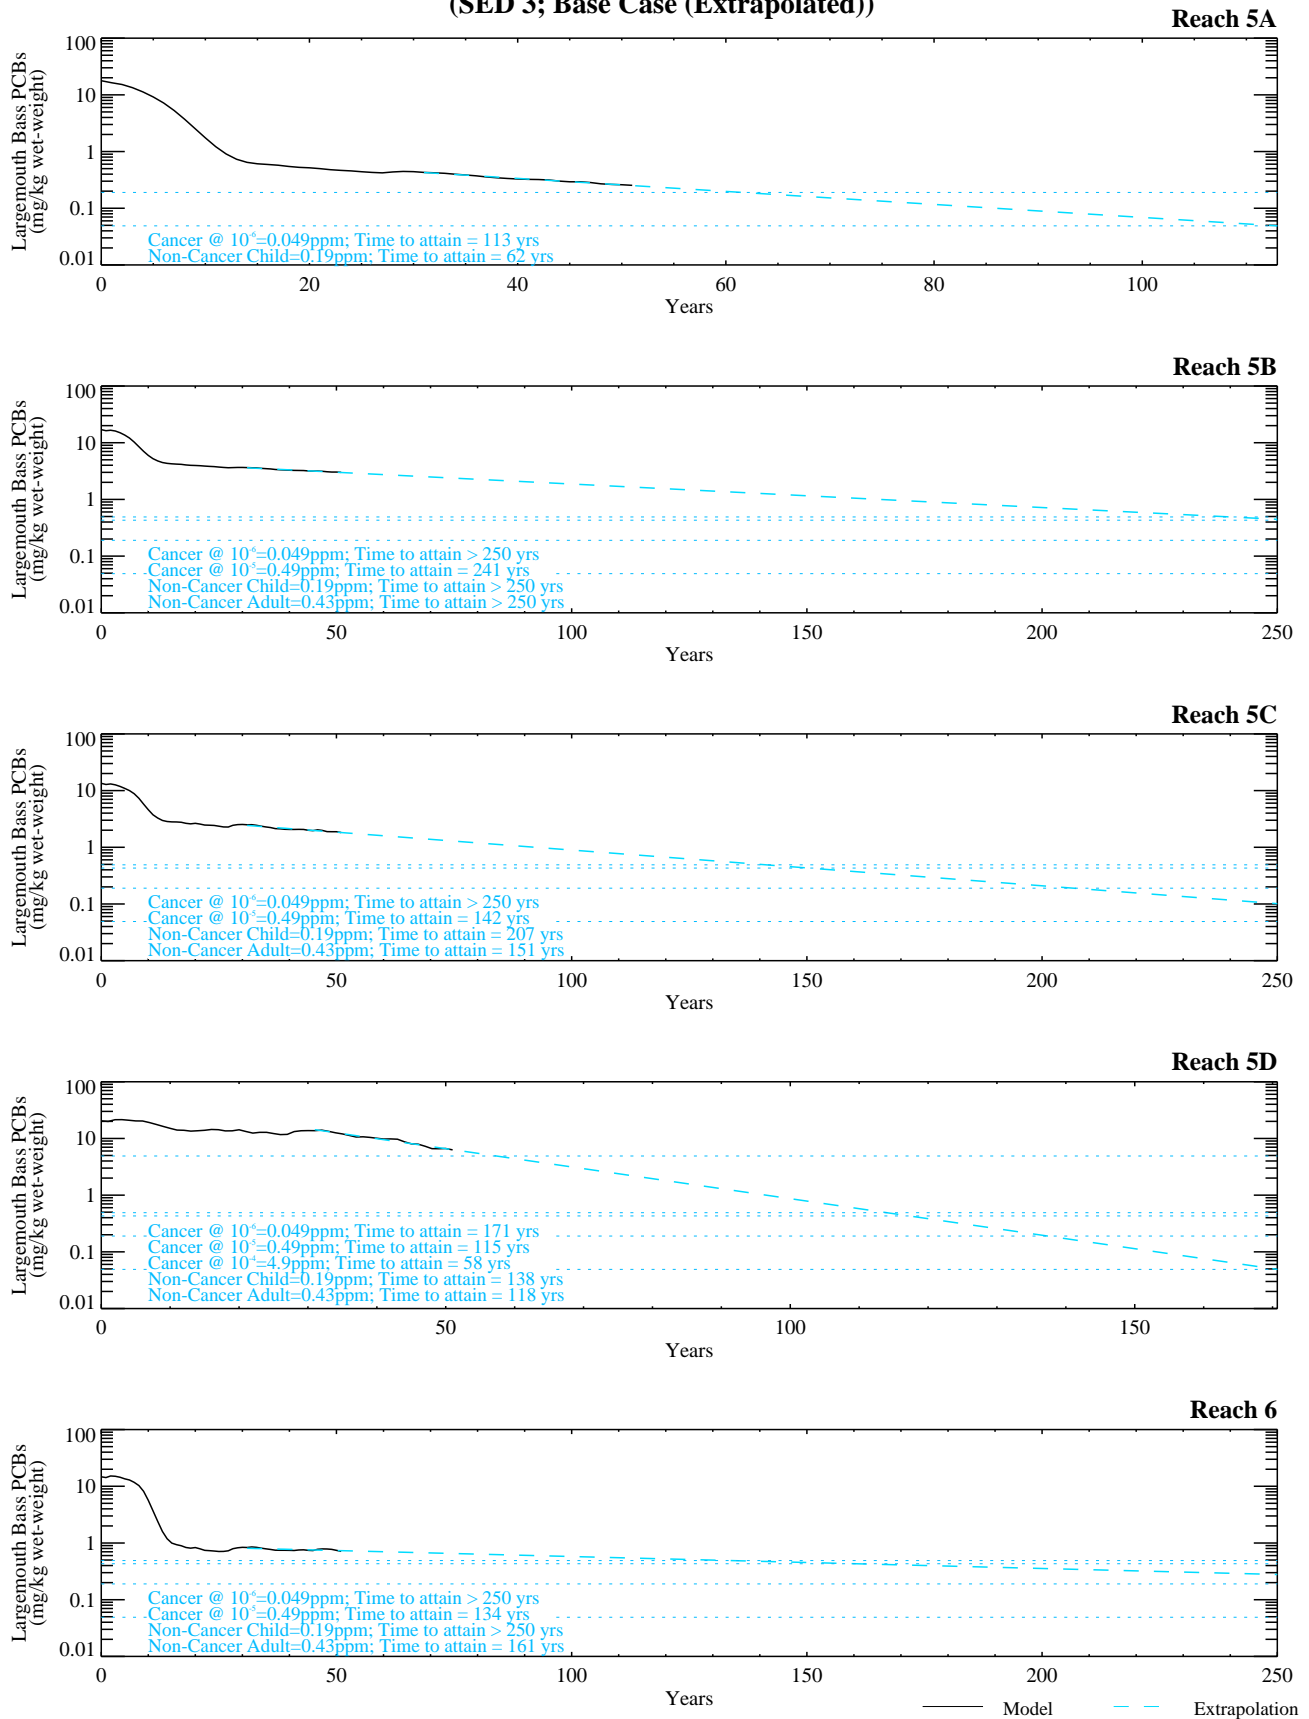 (SED 3; Base Case (Extrapolated))
Reach 5A
Largemouth Bass PCBs
(mg/kg wet-weight)
100
10
1
0.1
0.01
Cancer @ 10⁻⁶=0.049ppm; Time to attain = 113 yrs
Non-Cancer Child=0.19ppm; Time to attain = 62 yrs
0 20 40 60 80 100
Years
Reach 5B
Largemouth Bass PCBs
(mg/kg wet-weight)
100
10
1
0.1
0.01
Cancer @ 10⁻⁶=0.049ppm; Time to attain > 250 yrs
Cancer @ 10⁻⁵=0.49ppm; Time to attain = 241 yrs
Non-Cancer Child=0.19ppm; Time to attain > 250 yrs
Non-Cancer Adult=0.43ppm; Time to attain > 250 yrs
0 50 100 150 200 250
Years
Reach 5C
Largemouth Bass PCBs
(mg/kg wet-weight)
100
10
1
0.1
0.01
Cancer @ 10⁻⁶=0.049ppm; Time to attain > 250 yrs
Cancer @ 10⁻⁵=0.49ppm; Time to attain = 142 yrs
Non-Cancer Child=0.19ppm; Time to attain = 207 yrs
Non-Cancer Adult=0.43ppm; Time to attain = 151 yrs
0 50 100 150 200 250
Years
Reach 5D
Largemouth Bass PCBs
(mg/kg wet-weight)
100
10
1
0.1
0.01
Cancer @ 10⁻⁶=0.049ppm; Time to attain = 171 yrs
Cancer @ 10⁻⁵=0.49ppm; Time to attain = 115 yrs
Cancer @ 10⁻⁴=4.9ppm; Time to attain = 58 yrs
Non-Cancer Child=0.19ppm; Time to attain = 138 yrs
Non-Cancer Adult=0.43ppm; Time to attain = 118 yrs
0 50 100 150
Years
Reach 6
Largemouth Bass PCBs
(mg/kg wet-weight)
100
10
1
0.1
0.01
Cancer @ 10⁻⁶=0.049ppm; Time to attain > 250 yrs
Cancer @ 10⁻⁵=0.49ppm; Time to attain = 134 yrs
Non-Cancer Child=0.19ppm; Time to attain > 250 yrs
Non-Cancer Adult=0.43ppm; Time to attain = 161 yrs
0 50 100 150 200 250
Years
Model
Extrapolation